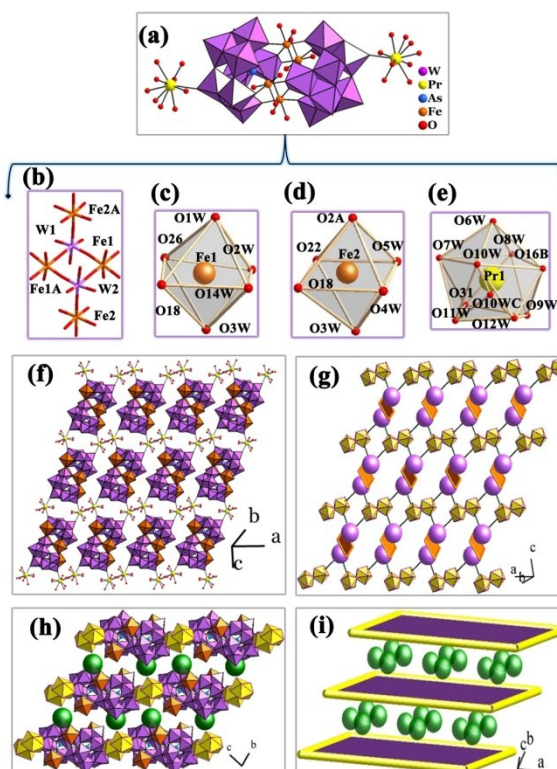 (a)
W
Pr
As
Fe
O
(b)
Fe2A
W1
Fe1
Fe1A
W2
Fe2
(c)
O1W
O26
O2W
Fe1
O14W
O18
O3W
(d)
O2A
O22
O5W
Fe2
O18
O4W
O3W
(e)
O6W
O7W
O8W
O10W
O16B
Pr1
O31
O10WC
O11W
O9W
O12W
(f)
b
a
c
(g)
c
a
b
(h)
c
b
(i)
c
b
a